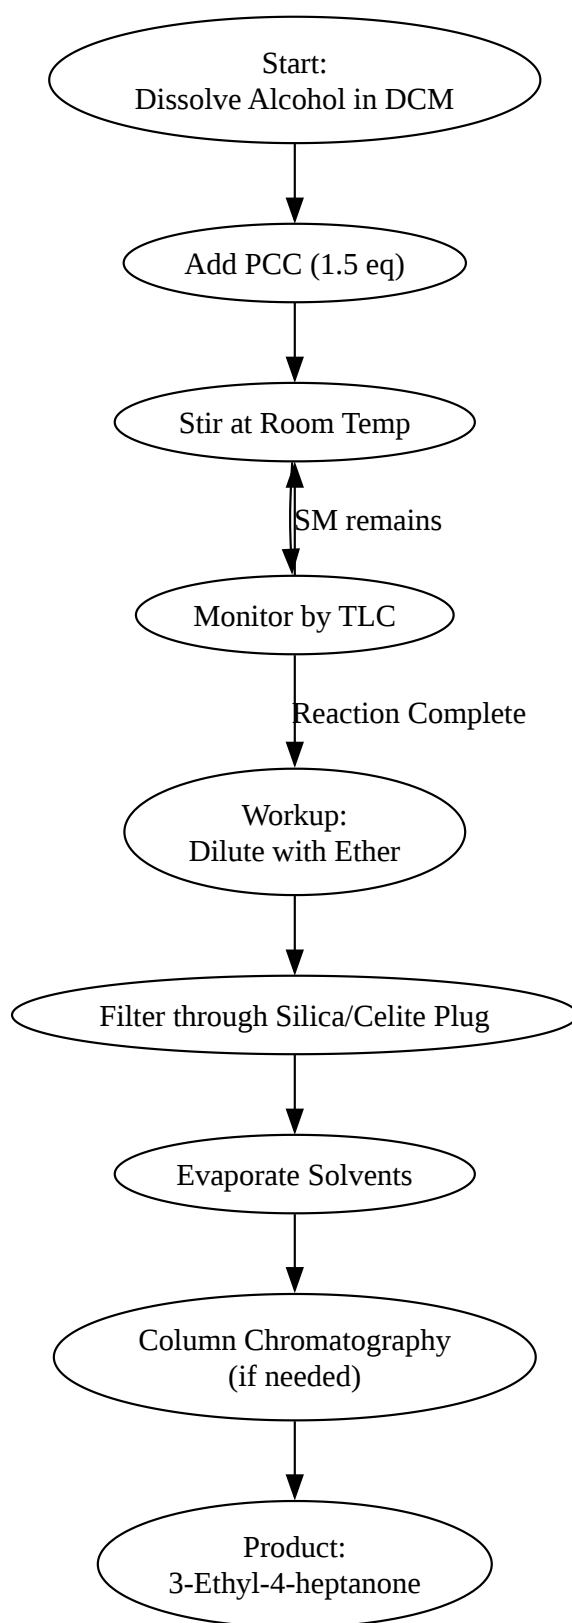 Start:
Dissolve Alcohol in DCM
Add PCC (1.5 eq)
Stir at Room Temp
SM remains
Monitor by TLC
Reaction Complete
Workup:
Dilute with Ether
Filter through Silica/Celite Plug
Evaporate Solvents
Column Chromatography
(if needed)
Product:
3-Ethyl-4-heptanone